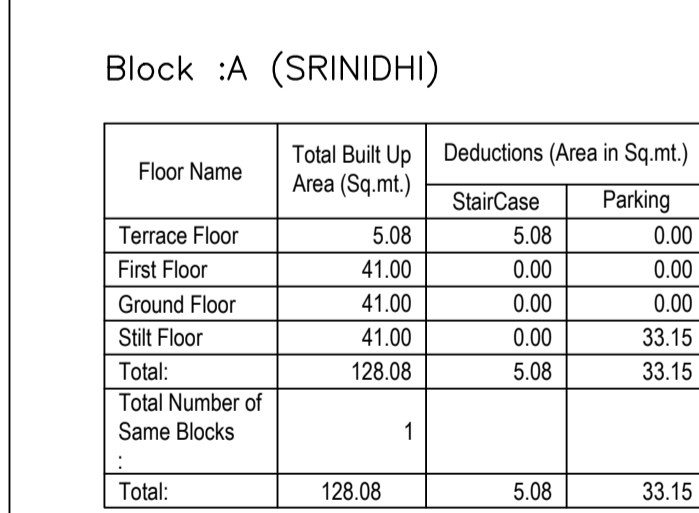 Block :A (SRINIDHI)
Floor Name
Total Built Up
Area (Sq.mt.)
Deductions (Area in Sq.mt.)
StairCase Parking
Terrace Floor 5.08 5.08 0.00
First Floor 41.00 0.00 0.00
Ground Floor 41.00 0.00 0.00
Stilt Floor 41.00 0.00 33.15
Total: 128.08 5.08 33.15
Total Number of
Same Blocks 1
:
Total: 128.08 5.08 33.15